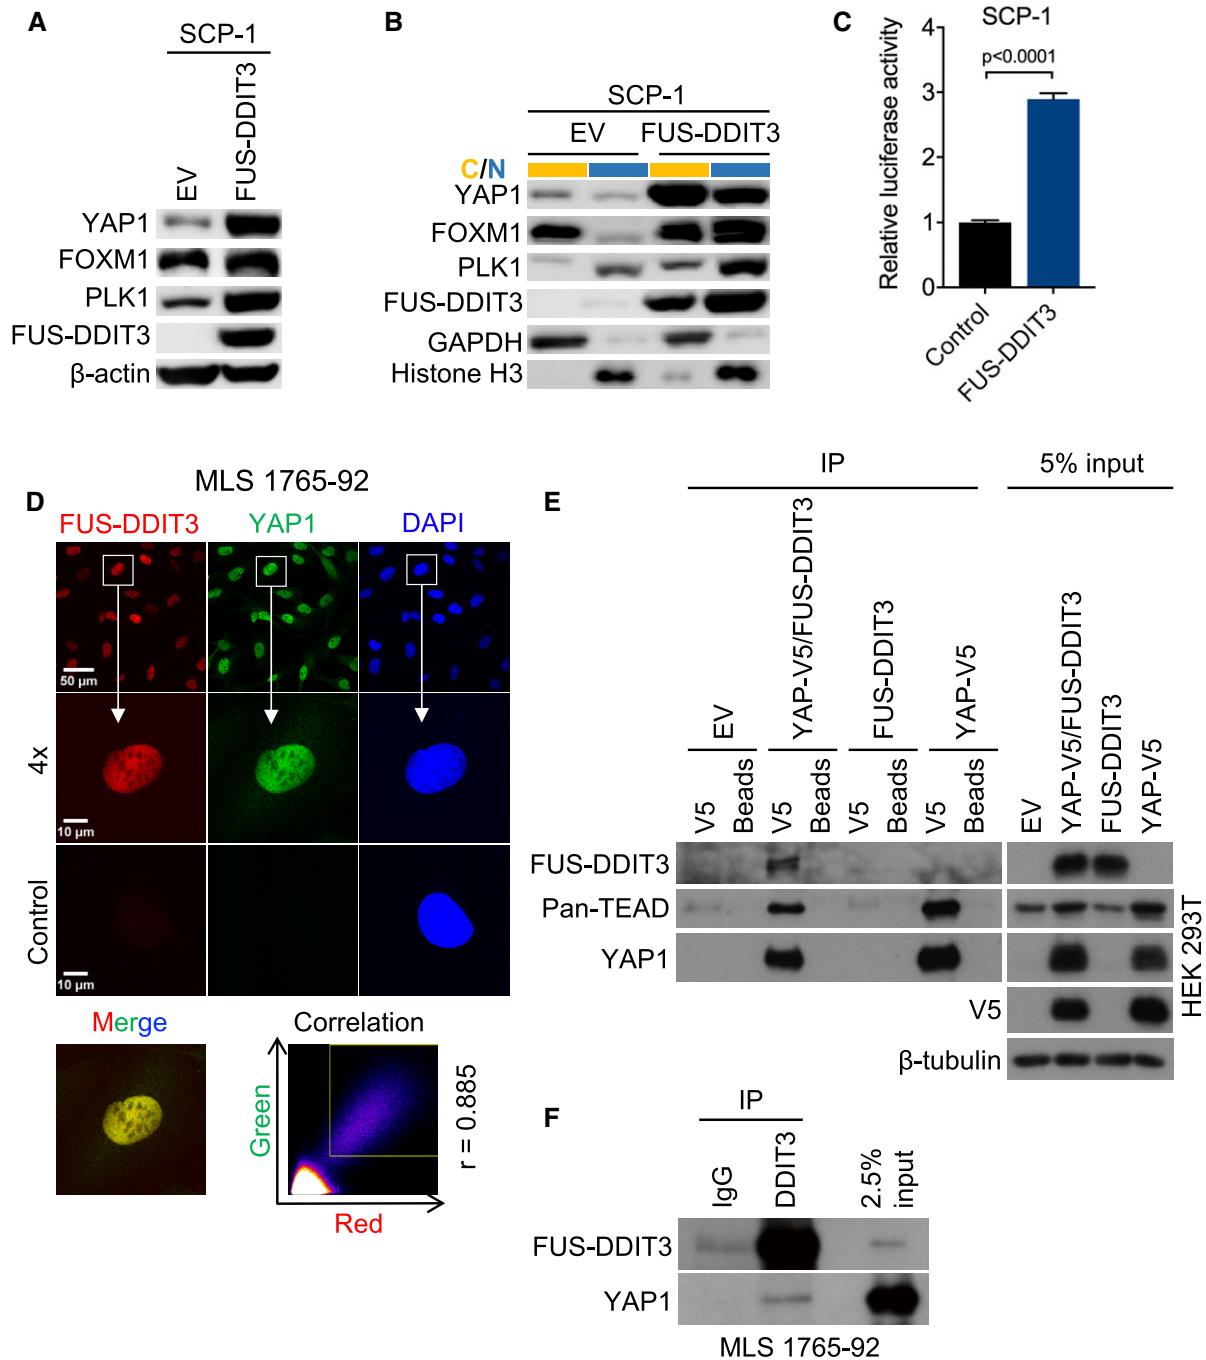 A
SCP-1
EV
FUS-DDIT3
YAP1
FOXM1
PLK1
FUS-DDIT3
β-actin
B
SCP-1
EV FUS-DDIT3
C/N
YAP1
FOXM1
PLK1
FUS-DDIT3
GAPDH
Histone H3
C
SCP-1
Relative luciferase activity
p<0.0001
4
3
2
1
0
Control
FUS-DDIT3
D
MLS 1765-92
FUS-DDIT3 YAP1 DAPI
50 µm
4x
10 µm
Control
10 µm
Merge
Correlation
Green
Red
r = 0.885
E
IP 5% input
EV
YAP-V5/FUS-DDIT3
FUS-DDIT3
YAP-V5
V5
Beads
V5
Beads
V5
Beads
V5
Beads
EV
YAP-V5/FUS-DDIT3
FUS-DDIT3
YAP-V5
FUS-DDIT3
Pan-TEAD
YAP1
V5
β-tubulin
HEK 293T
F
IP
IgG
DDIT3
2.5%
input
FUS-DDIT3
YAP1
MLS 1765-92